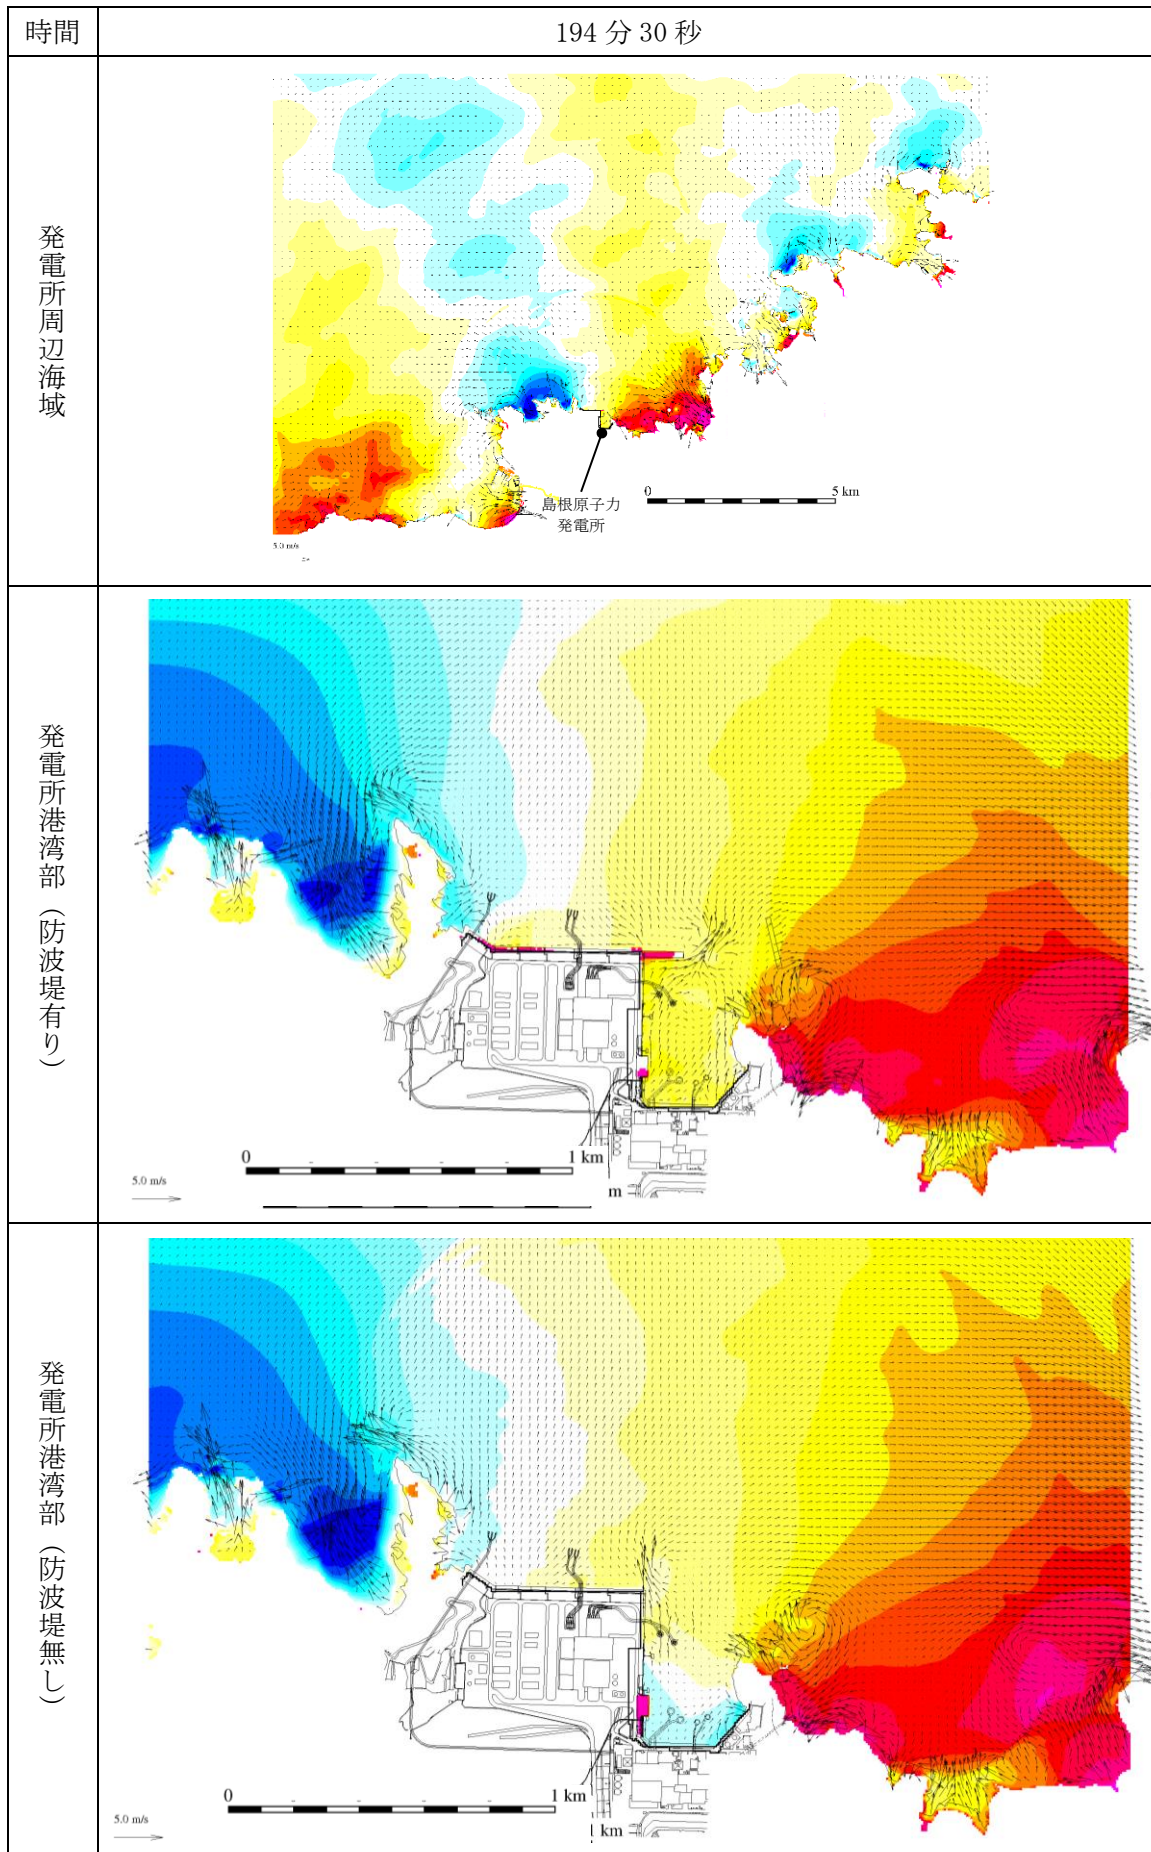 時間
194 分 30 秒
発電所周辺海域
島根原子力
発電所
0 5 km
5.0 m/s
発電所港湾部（防波堤有り）
0 1 km
5.0 m/s
m
発電所港湾部（防波堤無し）
0 1 km
5.0 m/s
km